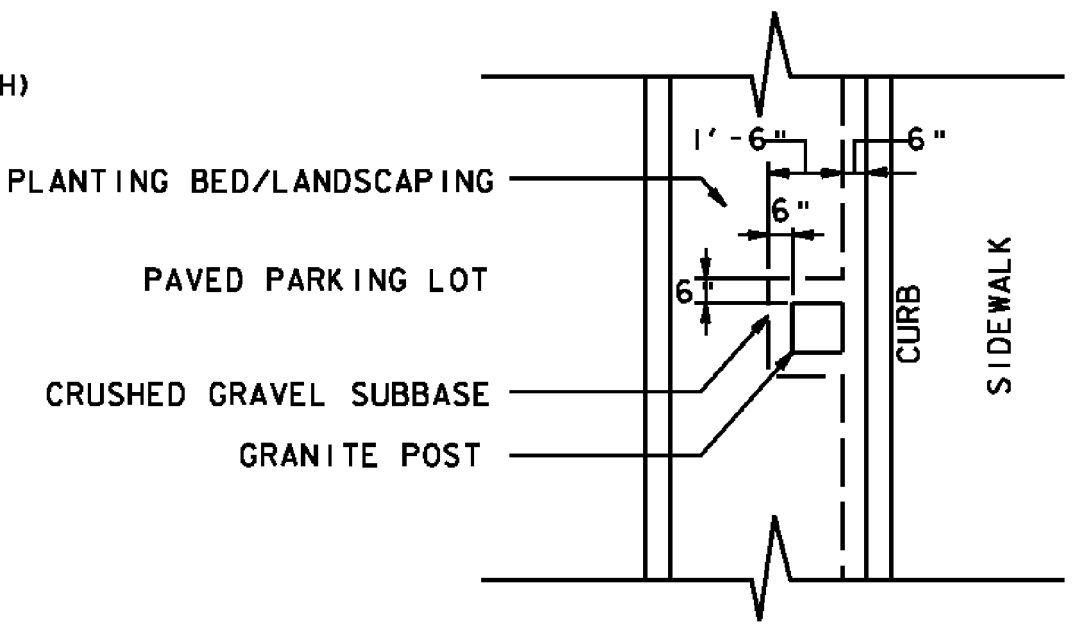 H)
1'-6" 6"
PLANTING BED/LANDSCAPING
6"
PAVED PARKING LOT
6"
CURB
SIDEWALK
CRUSHED GRAVEL SUBBASE
GRANITE POST